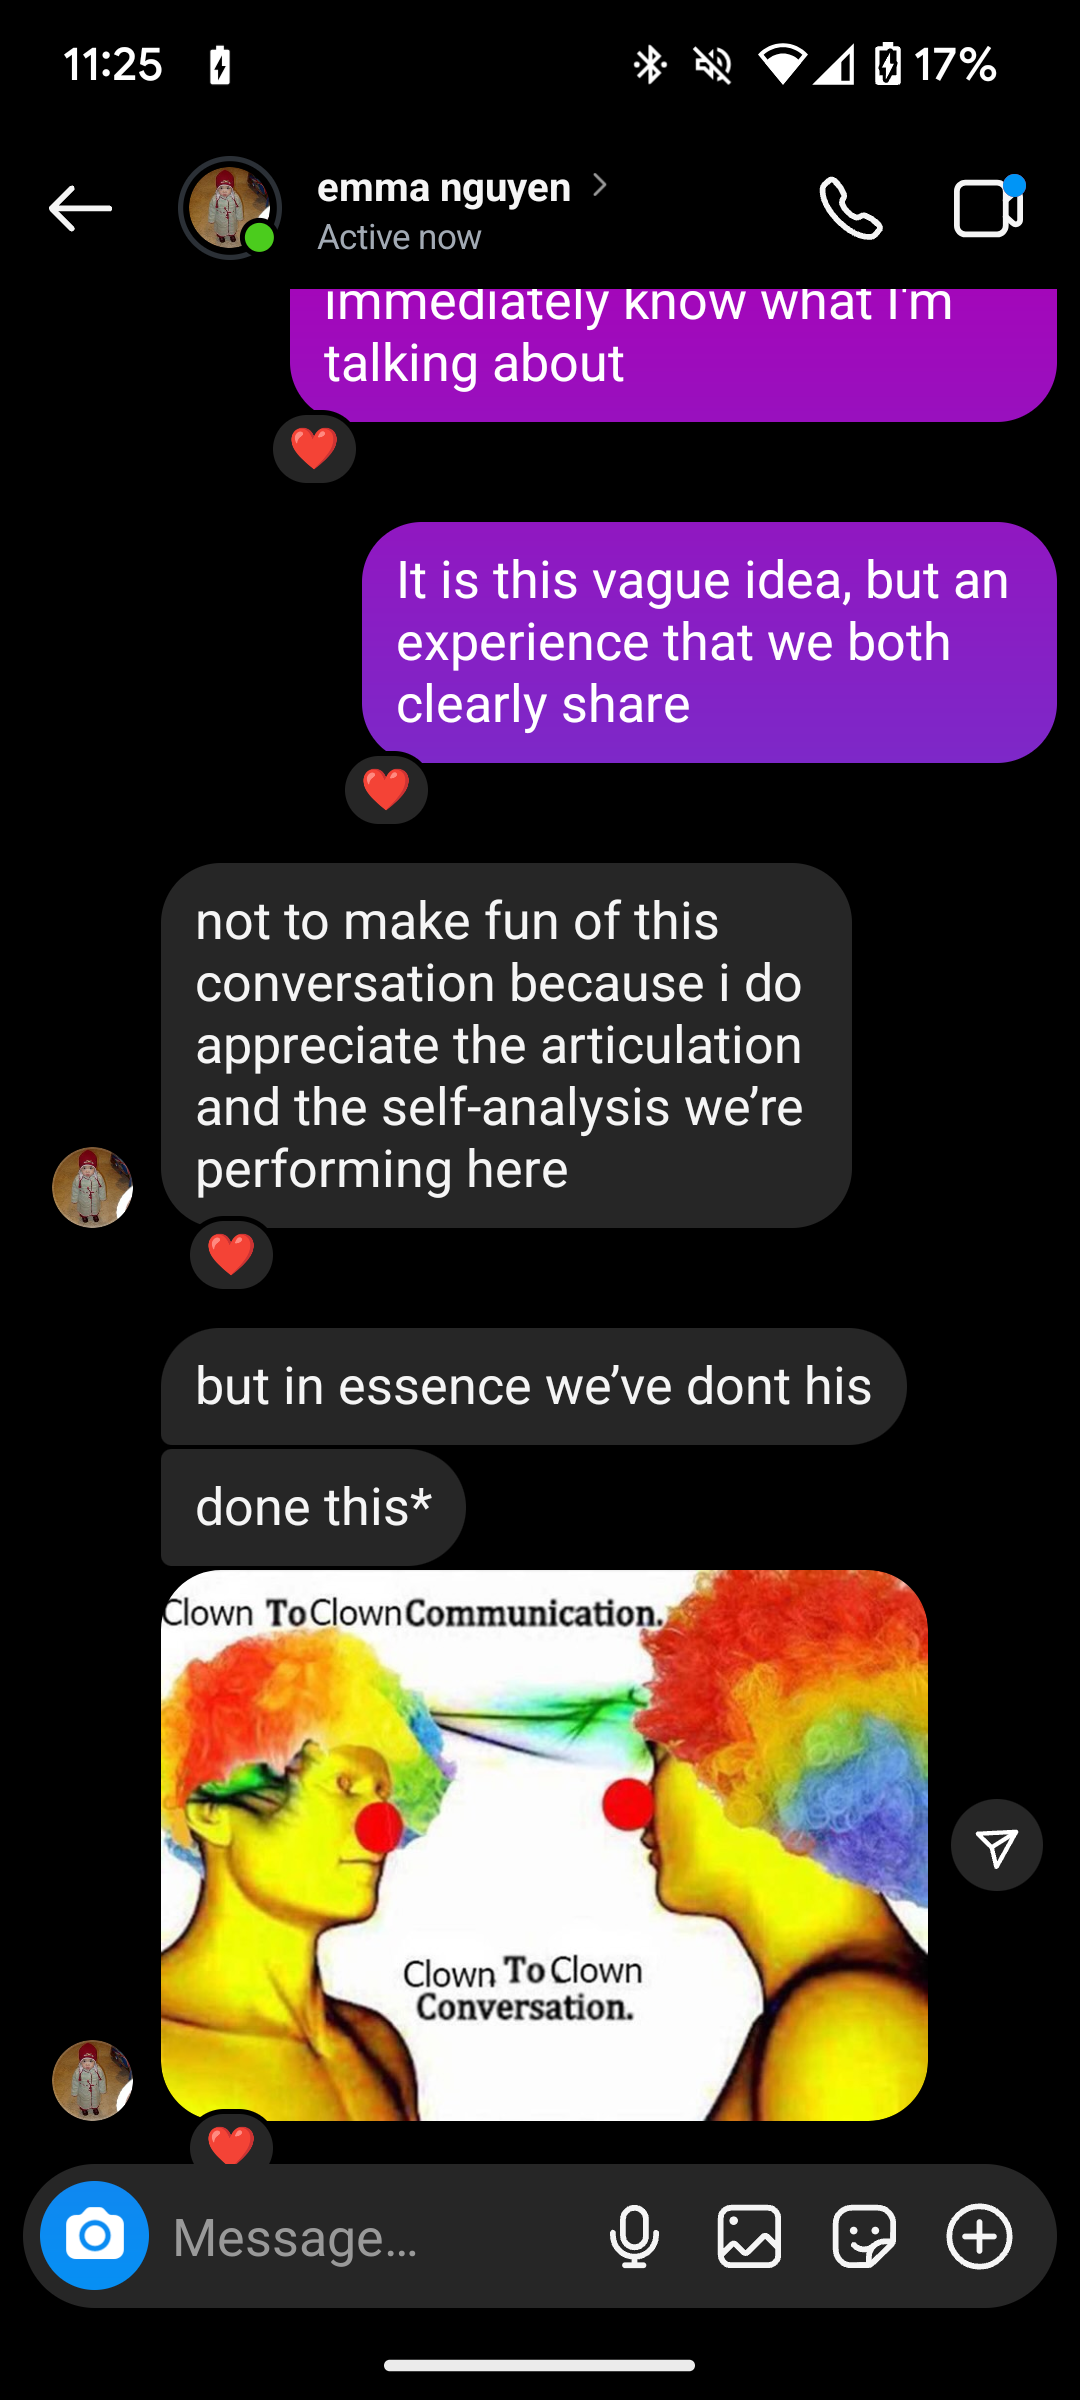 11:25
17%
emma nguyen
Active now
immediately know what I'm
talking about
It is this vague idea, but an
experience that we both
clearly share
not to make fun of this
conversation because i do
appreciate the articulation
and the self-analysis we’re
performing here
but in essence we’ve dont his
done this*
Clown To Clown Communication.
Clown To Clown
Conversation.
Message...